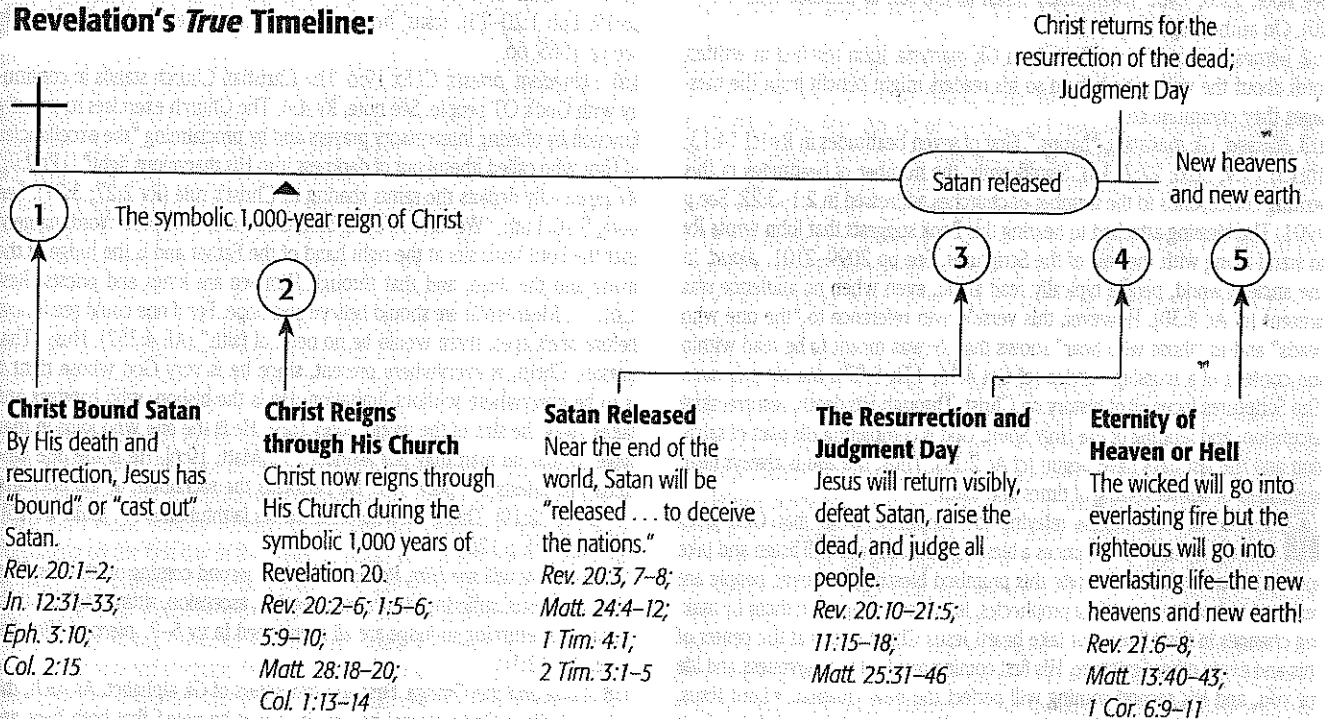 Revelation's True Timeline:
Christ returns for the
resurrection of the dead;
Judgment Day
Satan released
New heavens
and new earth
1
The symbolic 1,000-year reign of Christ
2
3
4
5
Christ Bound Satan
By His death and
resurrection, Jesus has
"bound" or "cast out"
Satan.
Rev. 20:1–2;
Jn. 12:31–33;
Eph. 3:10;
Col. 2:15
Christ Reigns
through His Church
Christ now reigns through
His Church during the
symbolic 1,000 years of
Revelation 20.
Rev. 20:2–6; 1:5–6;
5:9–10;
Matt. 28:18–20;
Col. 1:13–14
Satan Released
Near the end of the
world, Satan will be
"released . . . to deceive
the nations."
Rev. 20:3, 7–8;
Matt. 24:4–12;
1 Tim. 4:1;
2 Tim. 3:1–5
The Resurrection and
Judgment Day
Jesus will return visibly,
defeat Satan, raise the
dead, and judge all
people.
Rev. 20:10–21:5;
11:15–18;
Matt. 25:31–46
Eternity of
Heaven or Hell
The wicked will go into
everlasting fire but the
righteous will go into
everlasting life—the new
heavens and new earth!
Rev. 21:6–8;
Matt. 13:40–43;
1 Cor. 6:9–11